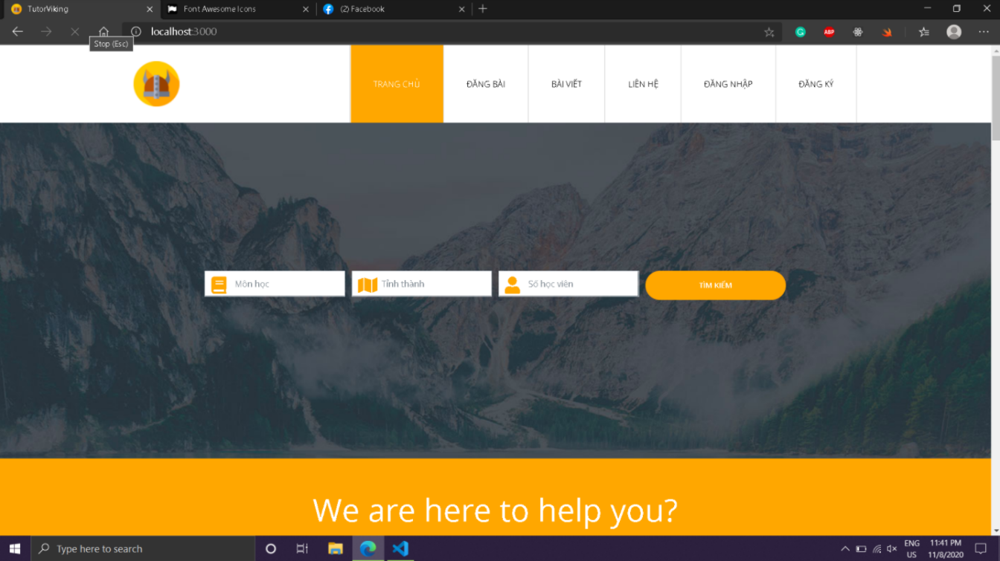 TutorViking
Font Awesome Icons
(2) Facebook
localhost:3000
ABP
Stop (Esc)
TRANG CHỦ
ĐĂNG BÀI
BÀI VIẾT
LIÊN HỆ
ĐĂNG NHẬP
ĐĂNG KÝ
Môn học
Tỉnh thành
Số học viên
TÌM KIẾM
We are here to help you?
Type here to search
ENG
US
11:41 PM
11/8/2020